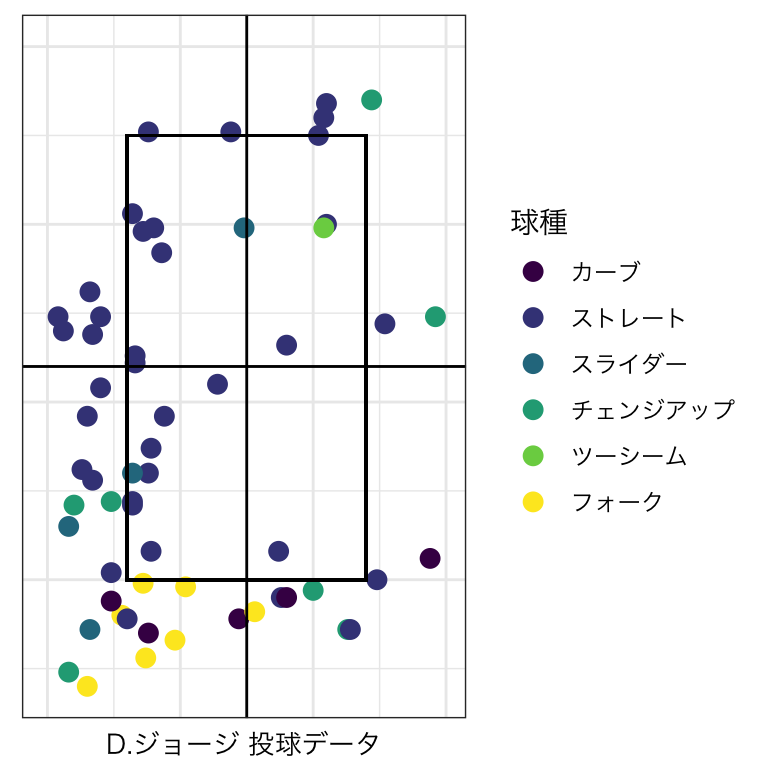 球種
カーブ
ストレート
スライダー
チェンジアップ
ツーシーム
フォーク
D.ジョージ 投球データ